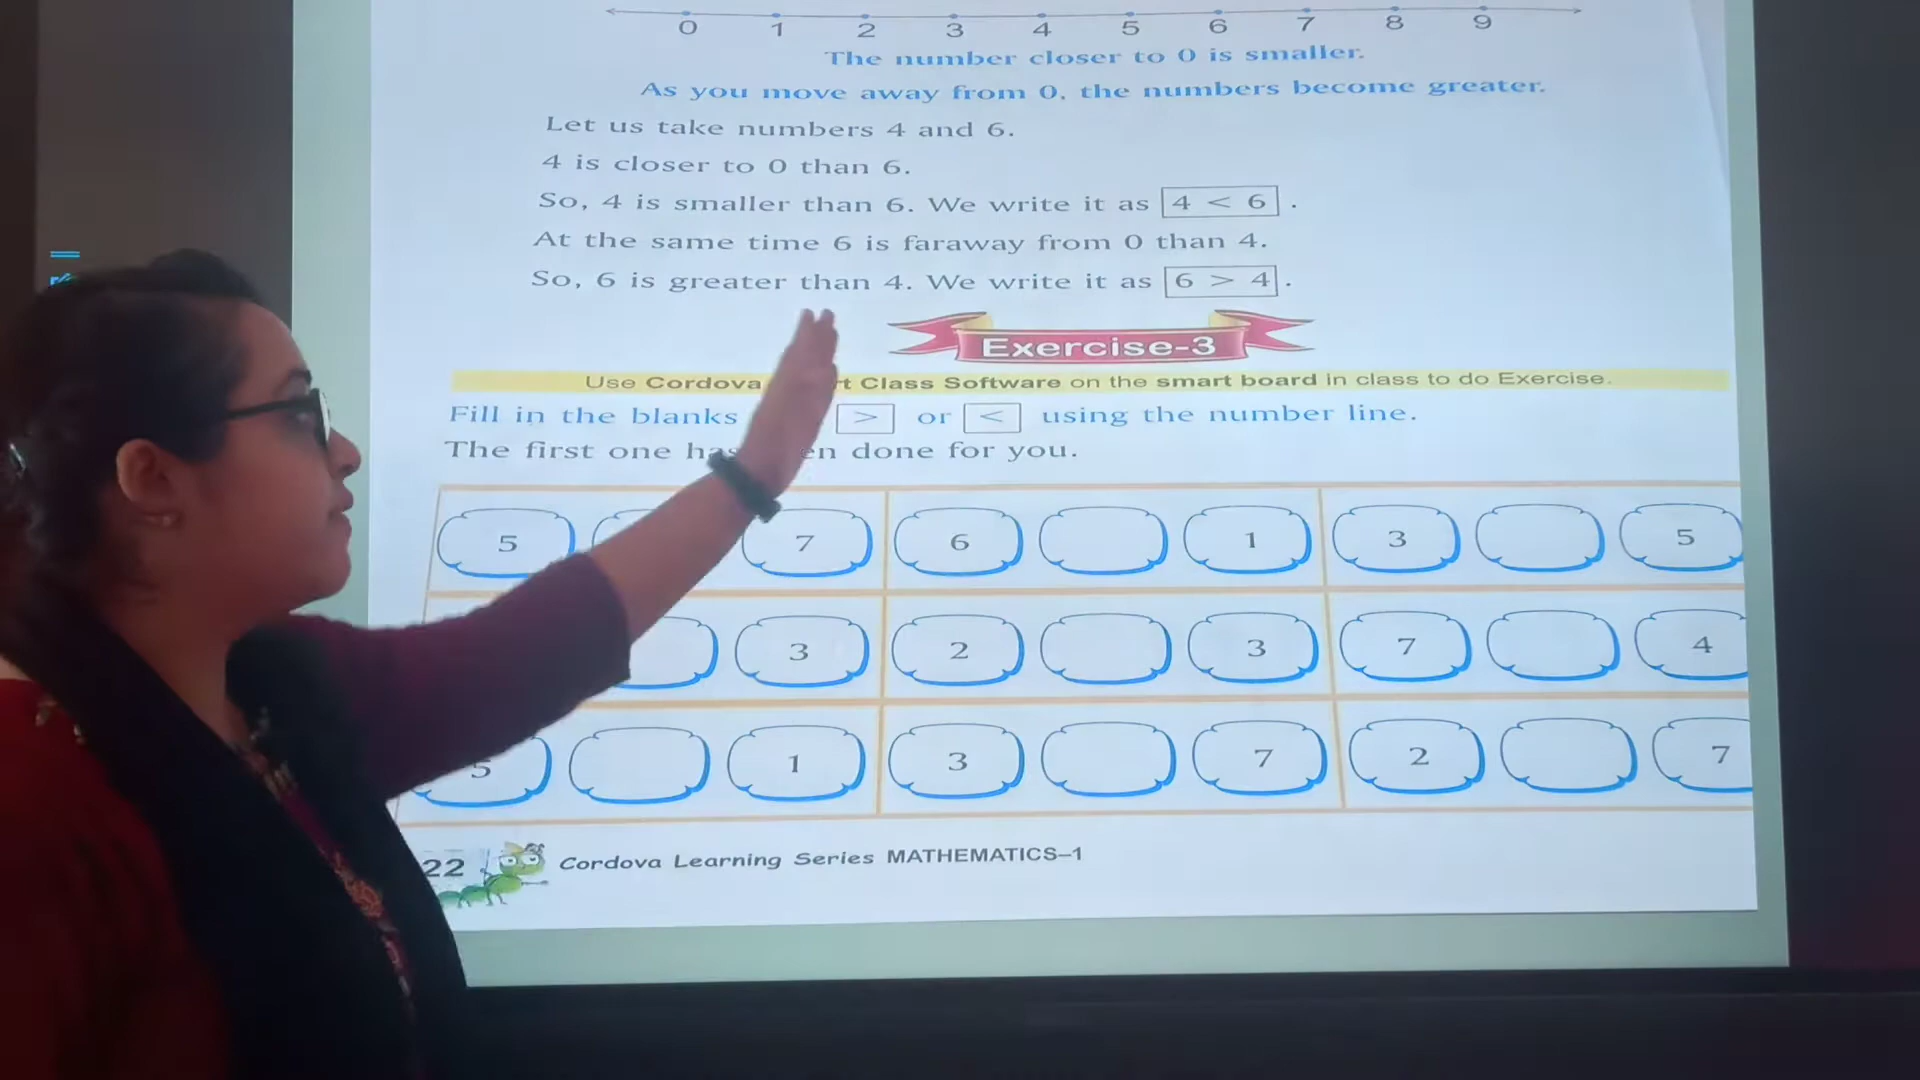 0 1 2 3 4 5 6 7 8 9
The number closer to 0 is smaller.
As you move away from 0, the numbers become greater.
Let us take numbers 4 and 6.
4 is closer to 0 than 6.
So, 4 is smaller than 6. We write it as 4 < 6 .
At the same time 6 is faraway from 0 than 4.
So, 6 is greater than 4. We write it as 6 > 4 .
Exercise-3
Use Cordova Class Software on the smart board in class to do Exercise.
Fill in the blanks > or < using the number line.
The first one done for you.
5 7 6 1 3 5
3 2 3 7 4
5 1 3 7 2 7
22 Cordova Learning Series MATHEMATICS–1